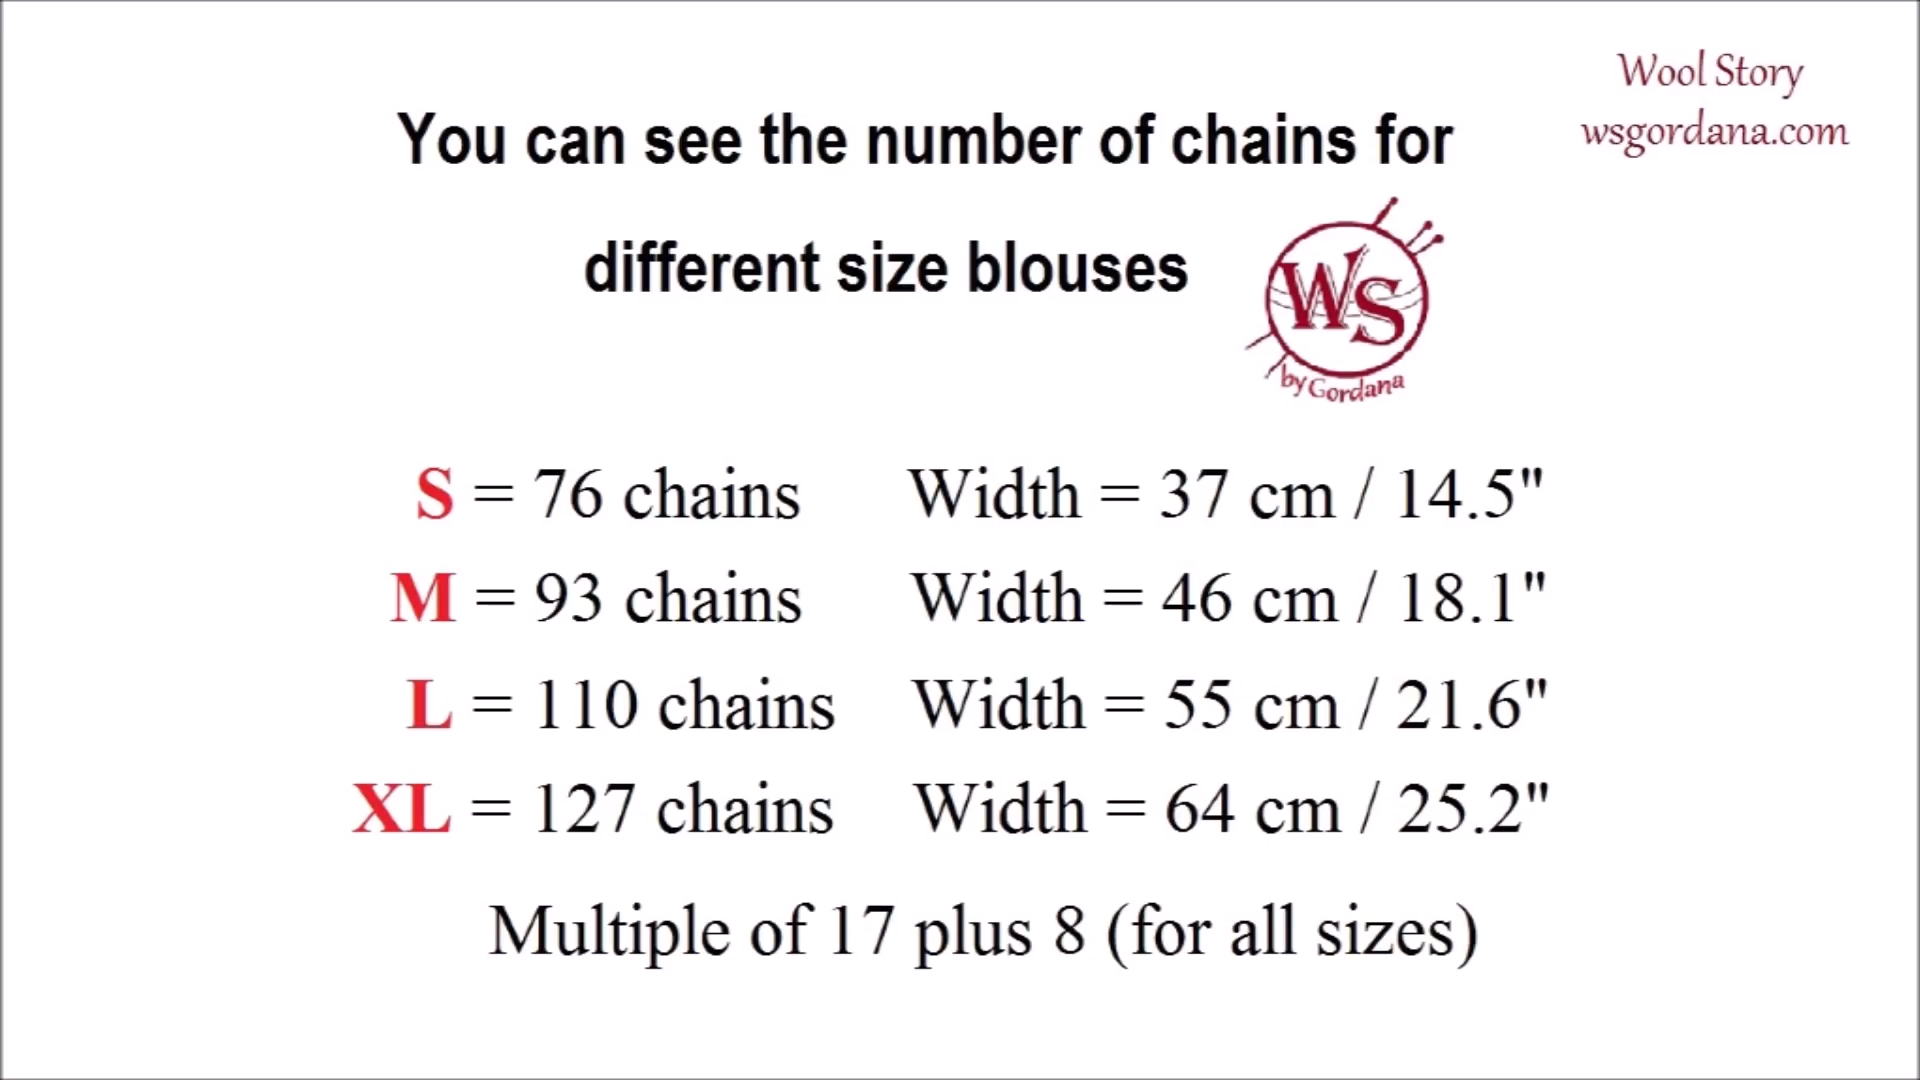 Wool Story
wsgordana.com
You can see the number of chains for
different size blouses
WS
by Gordana
S = 76 chains Width = 37 cm / 14.5"
M = 93 chains Width = 46 cm / 18.1"
L = 110 chains Width = 55 cm / 21.6"
XL = 127 chains Width = 64 cm / 25.2"
Multiple of 17 plus 8 (for all sizes)